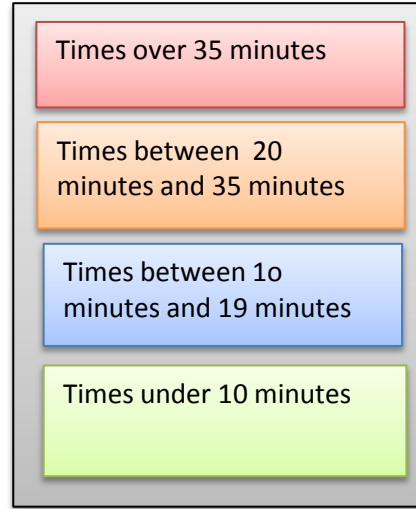 Times over 35 minutes
Times between  20
minutes and 35 minutes
Times between 1o
minutes and 19 minutes
Times under 10 minutes